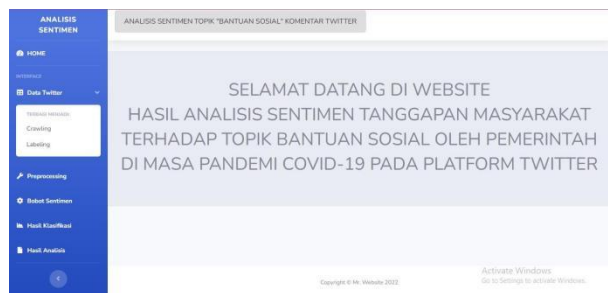 ANALISIS
SENTIMEN
ANALISIS SENTIMEN TOPIK "BANTUAN SOSIAL" KOMENTAR TWITTER
HOME
INTERFACE
Data Twitter
Crawling
Labeling
Preprocessing
Bobot Sentimen
Hasil Klasifikasi
Hasil Analisis
SELAMAT DATANG DI WEBSITE
HASIL ANALISIS SENTIMEN TANGGAPAN MASYARAKAT
TERHADAP TOPIK BANTUAN SOSIAL OLEH PEMERINTAH
DI MASA PANDEMI COVID-19 PADA PLATFORM TWITTER
Copyright © Mr. Website 2022
Activate Windows
Go to Settings to activate Windows.